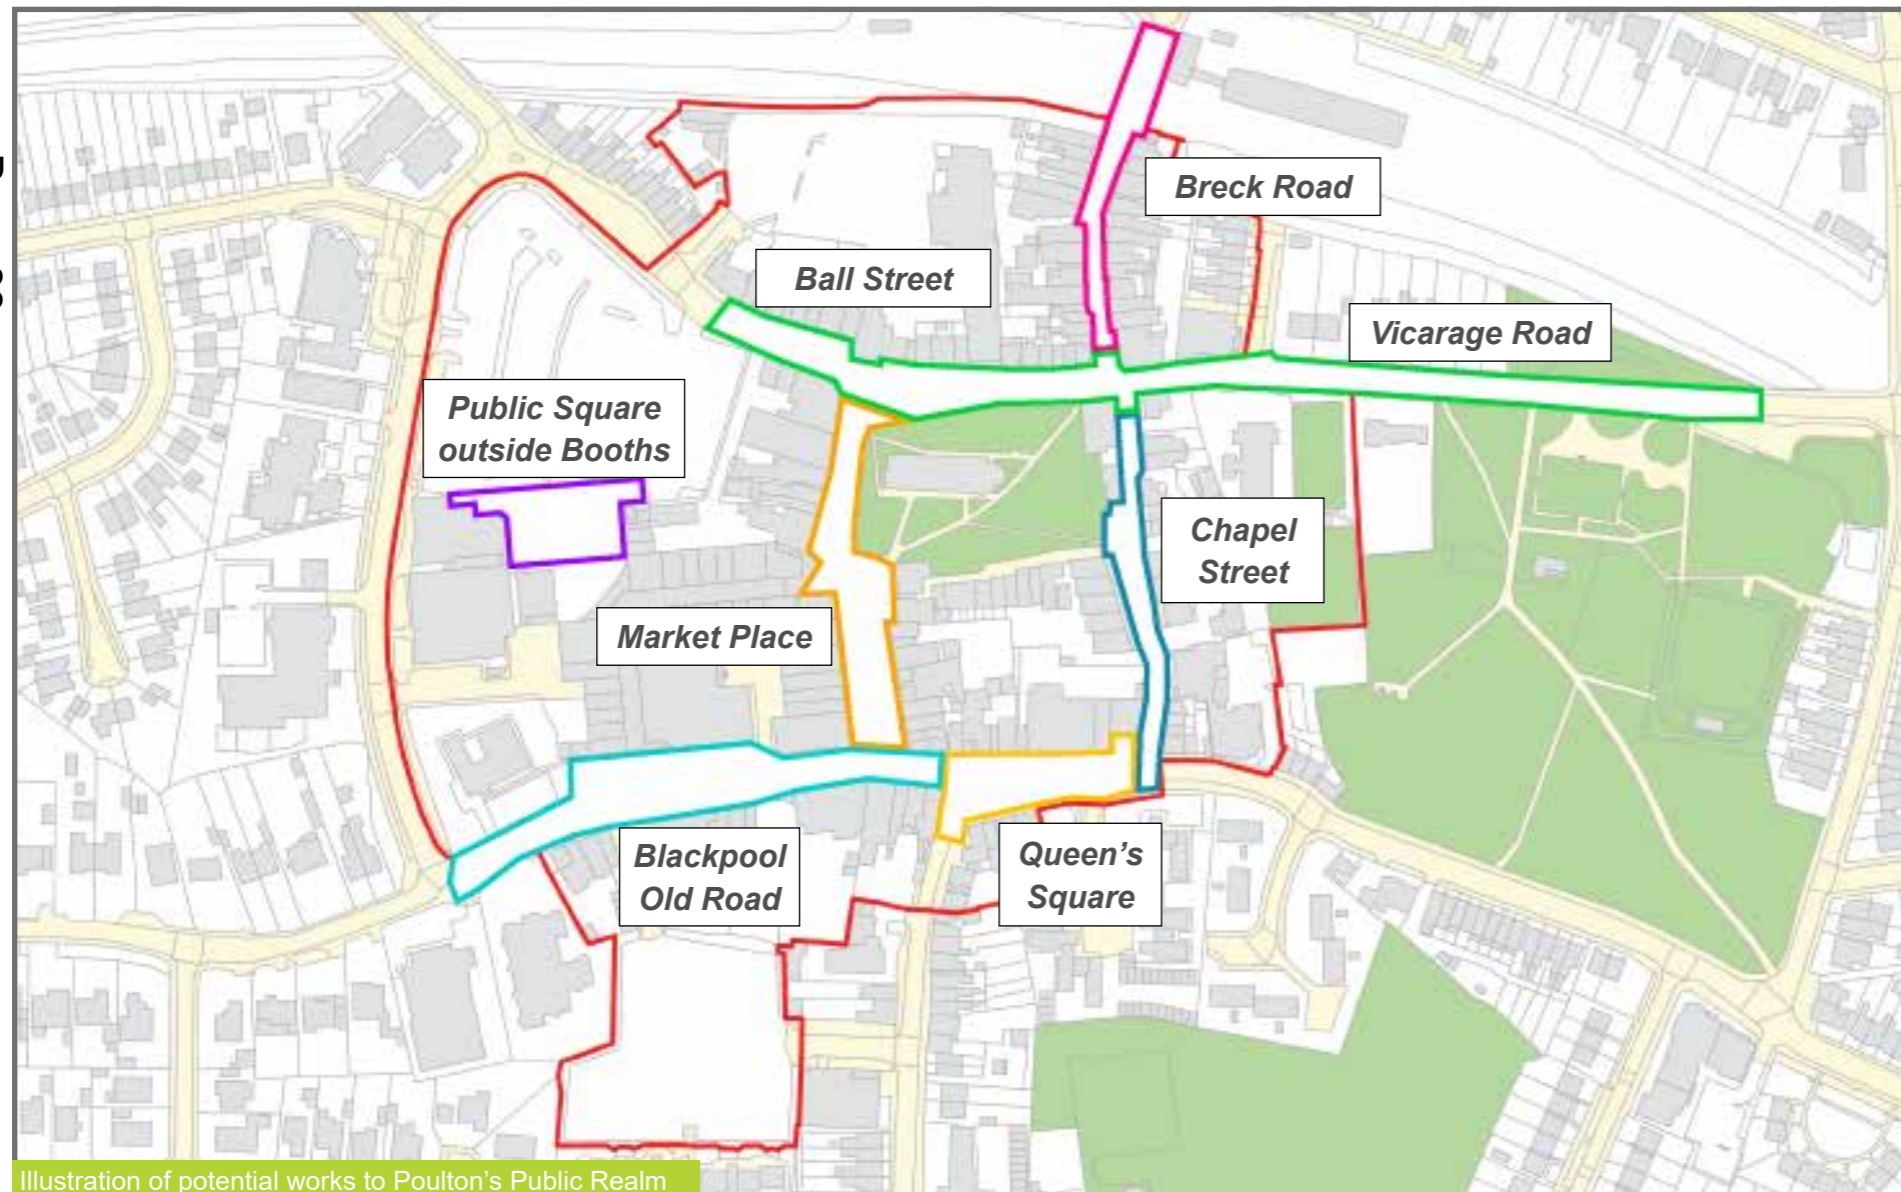 Breck Road
Ball Street
Vicarage Road
Public Square
outside Booths
Chapel
Street
Market Place
Blackpool
Old Road
Queen's
Square
Illustration of potential works to Poulton's Public Realm